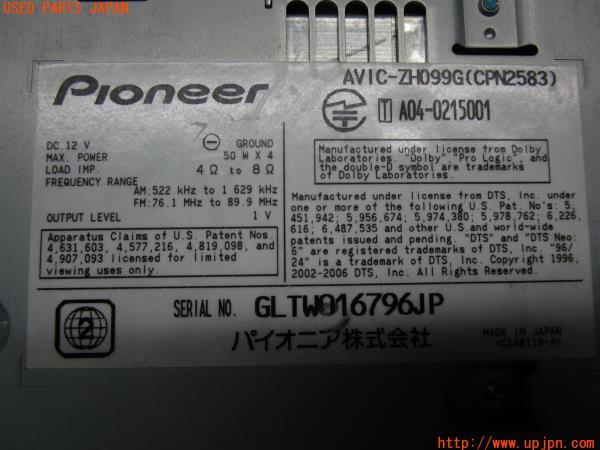 USED PARTS JAPAN
Pioneer
AVIC-ZH099G(CPN2583)
T A04-0215001
DC.12 V ⊖ GROUND
MAX. POWER 50 W X 4
LOAD IMP. 4 Ω to 8 Ω
FREQUENCY RANGE
AM:522 kHz to 1 629 kHz
FM:76.1 MHz to 89.9 MHz
OUTPUT LEVEL 1 V
Apparatus Claims of U.S. Patent Nos.
4,631,603, 4,577,216, 4,819,098, and
4,907,093 licensed for limited
viewing uses only.
Manufactured under license from Dolby
Laboratories. "Dolby", "Pro Logic", and
the double-D symbol are trademarks
of Dolby Laboratories.
Manufactured under license from DTS, Inc. under
one or more of the following U.S. Pat. No's: 5,
451,942; 5,956,674; 5,974,380; 5,978,762; 6,226,
616; 6,487,535 and other U.S. and world-wide
patents issued and pending. "DTS" and "DTS Neo:
6" are registered trademarks of DTS, Inc. "96/
24" is a trademark of DTS, Inc. Copyright 1996,
2002-2006 DTS, Inc. All Rights Reserved.
2
SERIAL NO. GLTW016796JP
パイオニア株式会社
MADE IN JAPAN
<CEA8119-A>
http://www.upjpn.com/